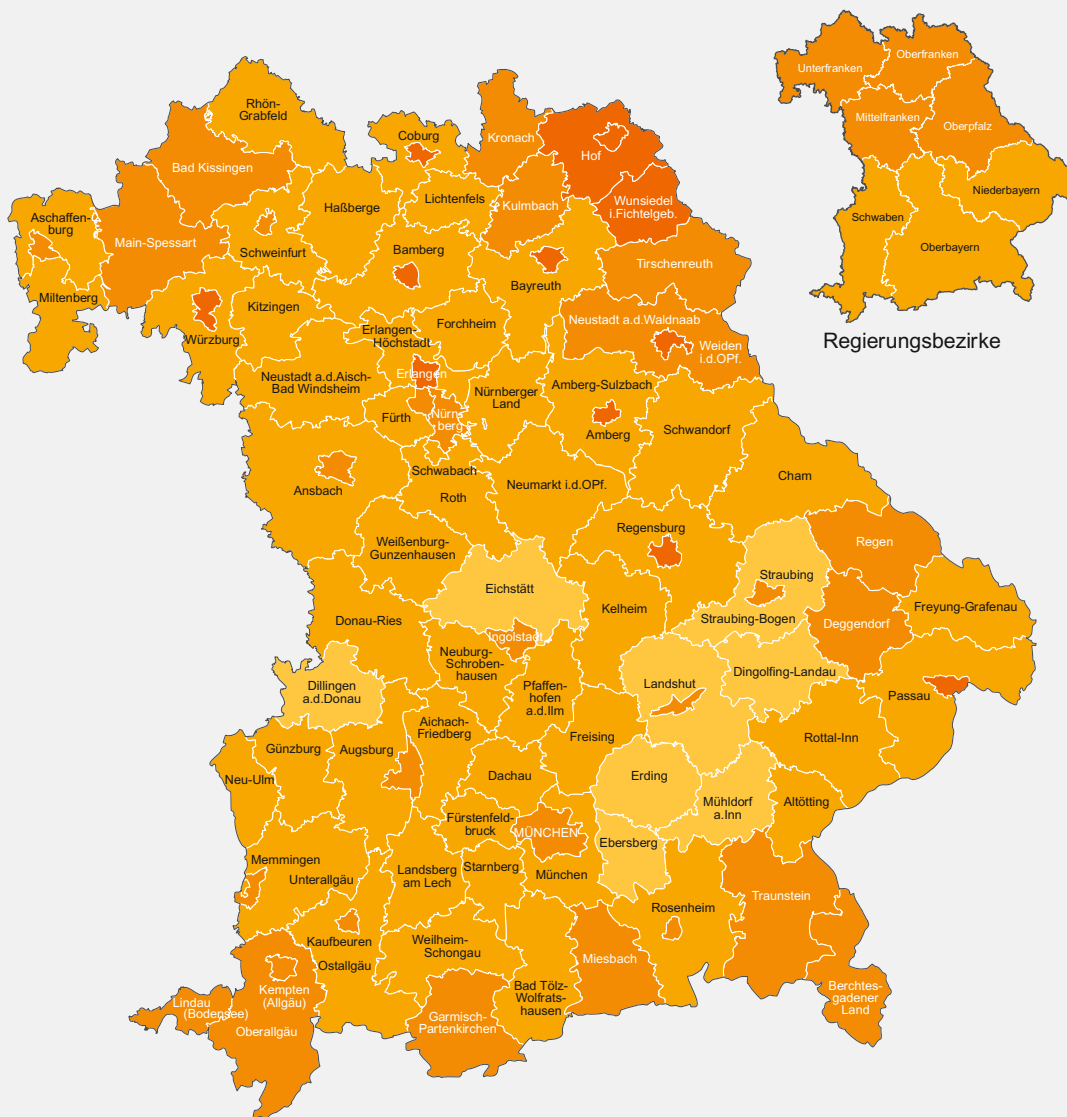 Oberfranken
Unterfranken
Mittelfranken
Oberpfalz
Niederbayern
Schwaben
Oberbayern
Regierungsbezirke
Rhön-
Grabfeld
Coburg
Kronach
Hof
Bad Kissingen
Lichtenfels
Kulmbach
Wunsiedel
i.Fichtelgeb.
Haßberge
Aschaffen-
burg
Main-Spessart
Schweinfurt
Bamberg
Tirschenreuth
Bayreuth
Miltenberg
Kitzingen
Würzburg
Erlangen-
Höchstadt
Forchheim
Neustadt a.d.Waldnaab
Weiden
i.d.OPf.
Erlangen
Neustadt a.d.Aisch-
Bad Windsheim
Nürnberger
Land
Amberg-Sulzbach
Fürth
Nürn-
berg
Amberg
Schwandorf
Ansbach
Schwabach
Roth
Neumarkt i.d.OPf.
Cham
Weißenburg-
Gunzenhausen
Regensburg
Regen
Straubing
Eichstätt
Kelheim
Straubing-Bogen
Deggendorf
Freyung-Grafenau
Donau-Ries
Ingolstadt
Neuburg-
Schroben-
hausen
Dingolfing-Landau
Dillingen
a.d.Donau
Pfaffen-
hofen
a.d.Ilm
Landshut
Passau
Aichach-
Friedberg
Günzburg
Augsburg
Freising
Rottal-Inn
Neu-Ulm
Dachau
Erding
Mühldorf
a.Inn
Altötting
Fürstenfeld-
bruck
MÜNCHEN
Ebersberg
Memmingen
Unterallgäu
Landsberg
am Lech
Starnberg
München
Traunstein
Rosenheim
Kaufbeuren
Ostallgäu
Weilheim-
Schongau
Miesbach
Bad Tölz-
Wolfrats-
hausen
Berchtes-
gadener
Land
Lindau
(Bodensee)
Kempten
(Allgäu)
Oberallgäu
Garmisch-
Partenkirchen